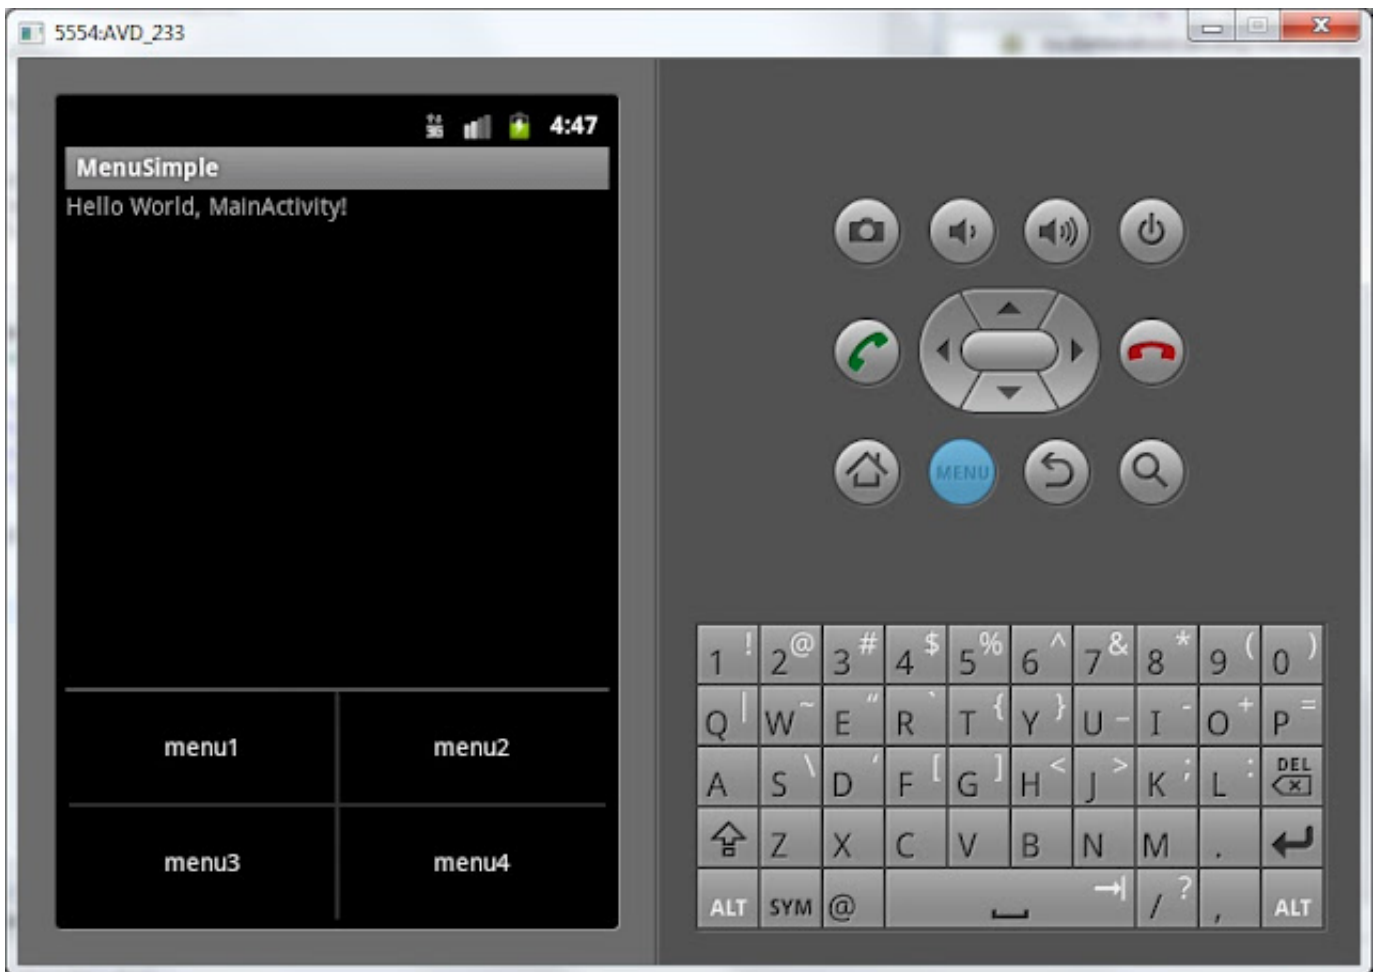 5554:AVD_233
3G 4:47
MenuSimple
Hello World, MainActivity!
menu1 menu2
menu3 menu4
MENU
1 ! 2 @ 3 # 4 $ 5 % 6 ^ 7 & 8 * 9 ( 0 )
Q | W ~ E " R ` T { Y } U _ I - O + P =
A S \ D ' F [ G ] H < J > K ; L : DEL
Z X C V B N M .
ALT SYM @ / ? , ALT